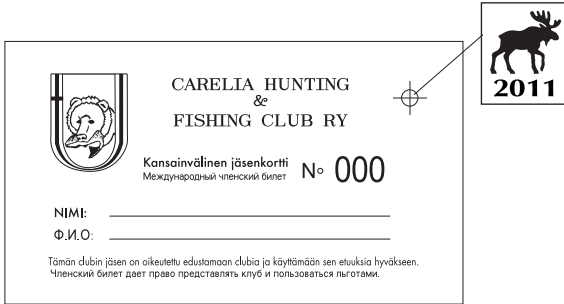 CARELIA HUNTING
&
FISHING CLUB RY
2011
Kansainvälinen jäsenkortti
Международный членский билет
№ 000
NIMI:
Ф.И.О:
Tämän clubin jäsen on oikeutettu edustamaan clubia ja käyttämään sen etuuksia hyväkseen.
Членский билет дает право представлять клуб и пользоваться льготами.